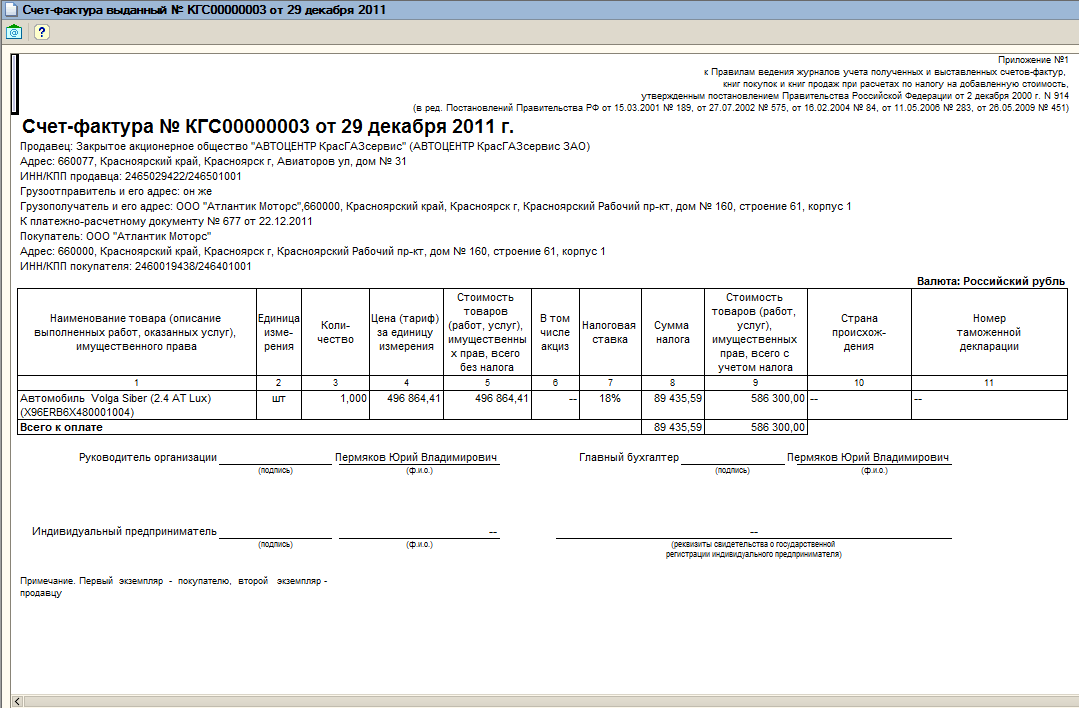 Счет-фактура выданный № КГС00000003 от 29 декабря 2011
Приложение №1
к Правилам ведения журналов учета полученных и выставленных счетов-фактур,
книг покупок и книг продаж при расчетах по налогу на добавленную стоимость,
утвержденным постановлением Правительства Российской Федерации от 2 декабря 2000 г. N 914
(в ред. Постановлений Правительства РФ от 15.03.2001 № 189, от 27.07.2002 № 575, от 16.02.2004 № 84, от 11.05.2006 № 283, от 26.05.2009 № 451)
Счет-фактура № КГС00000003 от 29 декабря 2011 г.
Продавец: Закрытое акционерное общество "АВТОЦЕНТР КрасГАЗсервис" (АВТОЦЕНТР КрасГАЗсервис ЗАО)
Адрес: 660077, Красноярский край, Красноярск г, Авиаторов ул, дом № 31
ИНН/КПП продавца: 2465029422/246501001
Грузоотправитель и его адрес: он же
Грузополучатель и его адрес: ООО "Атлантик Моторс",660000, Красноярский край, Красноярск г, Красноярский Рабочий пр-кт, дом № 160, строение 61, корпус 1
К платежно-расчетному документу № 677 от 22.12.2011
Покупатель: ООО "Атлантик Моторс"
Адрес: 660000, Красноярский край, Красноярск г, Красноярский Рабочий пр-кт, дом № 160, строение 61, корпус 1
ИНН/КПП покупателя: 2460019438/246401001
Валюта: Российский рубль
Наименование товара (описание
выполненных работ, оказанных услуг),
имущественного права
Единица
изме-
рения
Коли-
чество
Цена (тариф)
за единицу
измерения
Стоимость
товаров
(работ, услуг),
имущественны
х прав, всего
без налога
В том
числе
акциз
Налоговая
ставка
Сумма
налога
Стоимость
товаров (работ,
услуг),
имущественных
прав, всего с
учетом налога
Страна
происхож-
дения
Номер
таможенной
декларации
1 2 3 4 5 6 7 8 9 10 11
Автомобиль Volga Siber (2.4 AT Lux) шт 1,000 496 864,41 496 864,41 -- 18% 89 435,59 586 300,00 -- --
(X96ERB6X480001004)
Всего к оплате 89 435,59 586 300,00
Руководитель организации Пермяков Юрий Владимирович Главный бухгалтер Пермяков Юрий Владимирович
(подпись) (ф.и.о.) (подпись) (ф.и.о.)
Индивидуальный предприниматель -- --
(подпись) (ф.и.о.) (реквизиты свидетельства о государственной
регистрации индивидуального предпринимателя)
Примечание. Первый экземпляр - покупателю, второй экземпляр -
продавцу